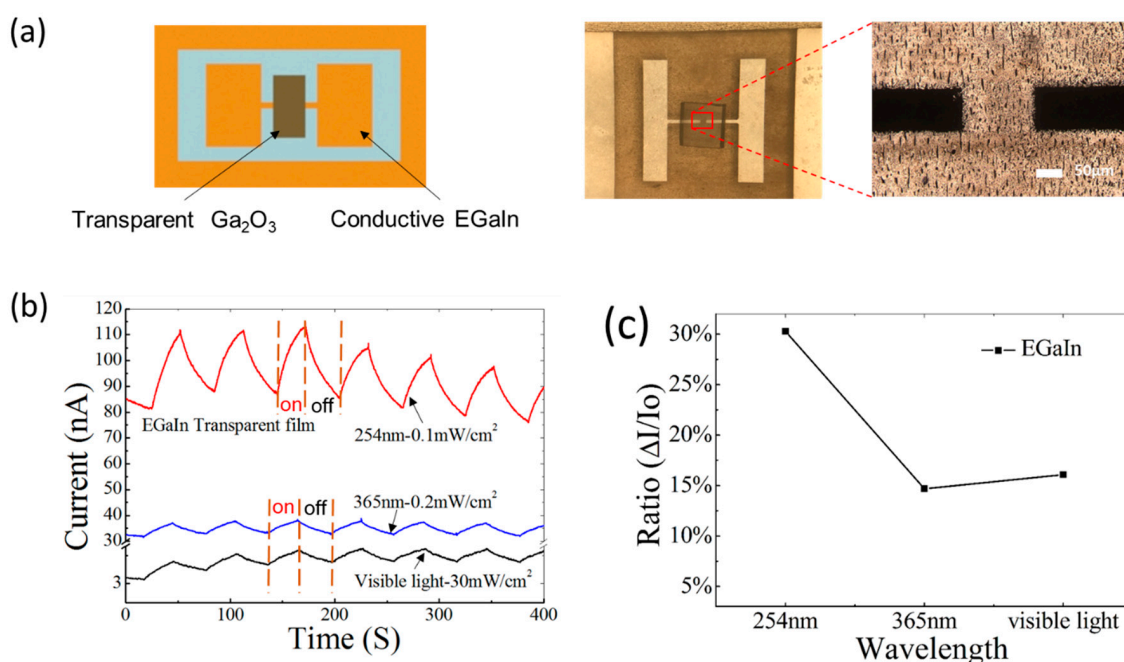 (a)
Transparent Ga₂O₃
Conductive EGaIn
50μm
(b)
120
110
100
90
80
70
60
50
40
30
3
Current (nA)
on
off
EGaIn Transparent film
254nm-0.1mW/cm²
365nm-0.2mW/cm²
on
off
Visible light-30mW/cm²
0
100
200
300
400
Time (S)
(c)
30%
25%
20%
15%
10%
5%
Ratio (ΔI/Io)
EGaIn
254nm
365nm
visible light
Wavelength